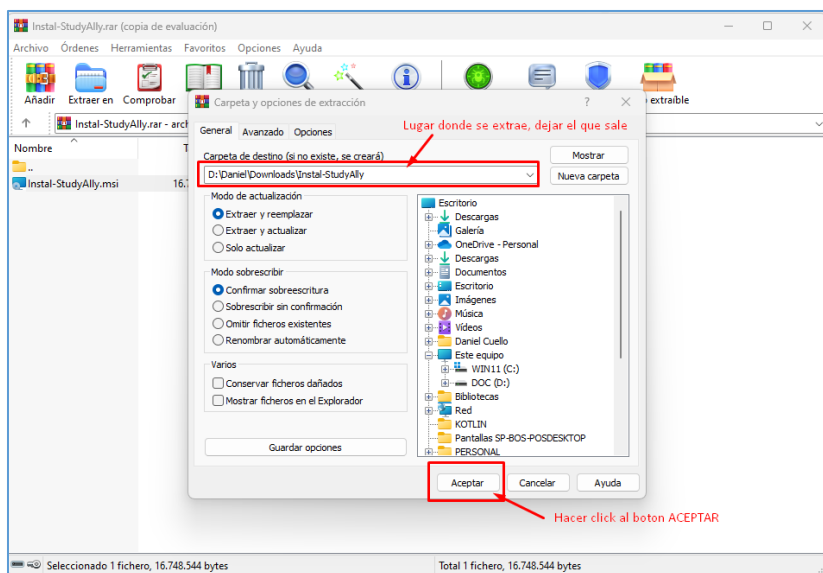 Instal-StudyAlly.rar (copia de evaluación)
Archivo Órdenes Herramientas Favoritos Opciones Ayuda
Añadir Extraer en Comprobar extraíble
Instal-StudyAlly.rar - arch
Nombre T
..
Instal-StudyAlly.msi 16.7
Carpeta y opciones de extracción
General Avanzado Opciones
Lugar donde se extrae, dejar el que sale
Carpeta de destino (si no existe, se creará)
Mostrar
D:\Daniel\Downloads\Instal-StudyAlly
Nueva carpeta
Modo de actualización
Extraer y reemplazar
Extraer y actualizar
Solo actualizar
Modo sobrescribir
Confirmar sobreescritura
Sobrescribir sin confirmación
Omitir ficheros existentes
Renombrar automáticamente
Varios
Conservar ficheros dañados
Mostrar ficheros en el Explorador
Guardar opciones
Escritorio
Descargas
Galería
OneDrive - Personal
Descargas
Documentos
Escritorio
Imágenes
Música
Vídeos
Daniel Cuello
Este equipo
WIN11 (C:)
DOC (D:)
Bibliotecas
Red
KOTLIN
Pantallas SP-BOS-POSDESKTOP
PERSONAL
Aceptar Cancelar Ayuda
Hacer click al boton ACEPTAR
Seleccionado 1 fichero, 16.748.544 bytes
Total 1 fichero, 16.748.544 bytes